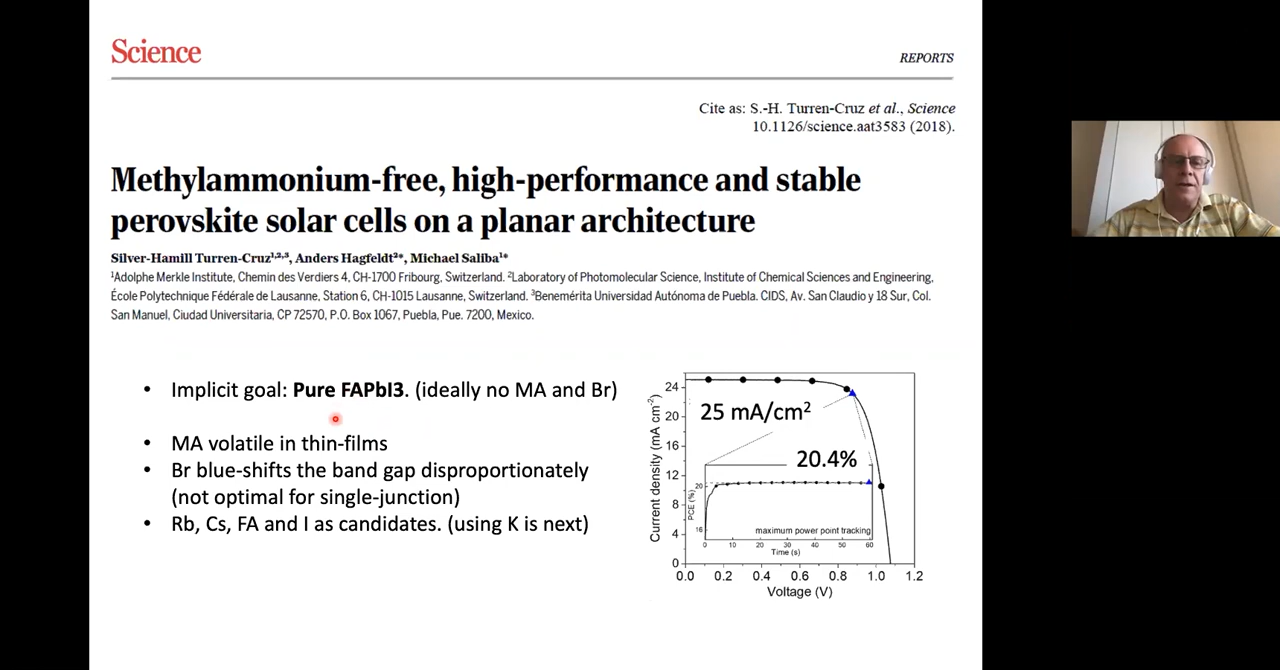 Science
REPORTS
Cite as: S.-H. Turren-Cruz et al., Science
10.1126/science.aat3583 (2018).
Methylammonium-free, high-performance and stable
perovskite solar cells on a planar architecture
Silver-Hamill Turren-Cruz¹,²,³, Anders Hagfeldt²*, Michael Saliba¹*
¹Adolphe Merkle Institute, Chemin des Verdiers 4, CH-1700 Fribourg, Switzerland. ²Laboratory of Photomolecular Science, Institute of Chemical Sciences and Engineering,
École Polytechnique Fédérale de Lausanne, Station 6, CH-1015 Lausanne, Switzerland. ³Benemérita Universidad Autónoma de Puebla. CIDS, Av. San Claudio y 18 Sur, Col.
San Manuel, Ciudad Universitaria, CP 72570, P.O. Box 1067, Puebla, Pue. 7200, Mexico.
• Implicit goal: Pure FAPbI3. (ideally no MA and Br)
• MA volatile in thin-films
• Br blue-shifts the band gap disproportionately
(not optimal for single-junction)
• Rb, Cs, FA and I as candidates. (using K is next)
Current density (mA cm⁻²)
24
20
16
12
8
4
0
25 mA/cm²
20.4%
PCE (%)
20
16
maximum power point tracking
0 10 20 30 40 50 60
Time (s)
0.0 0.2 0.4 0.6 0.8 1.0 1.2
Voltage (V)